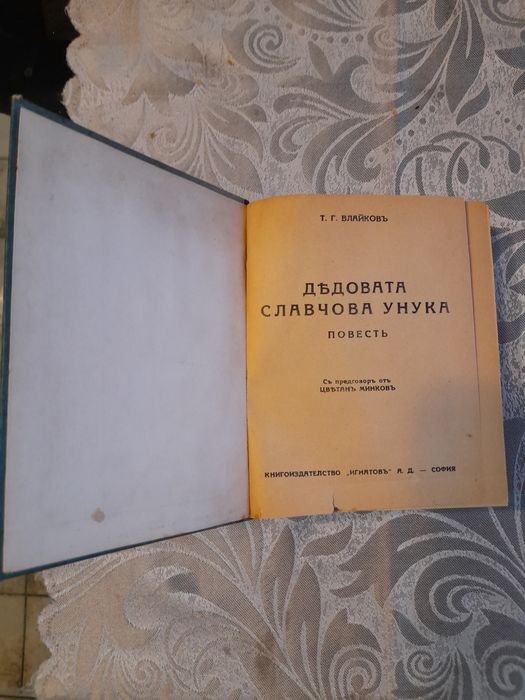 Т. Г. ВЛАЙКОВЪ
ДѢДОВАТА
СЛАВЧОВА УНУКА
ПОВЕСТЬ
Съ предговоръ отъ
ЦВѢТАНЪ МИНКОВЪ
КНИГОИЗДАТЕЛСТВО „ИГНАТОВЪ" А. Д. — СОФИЯ